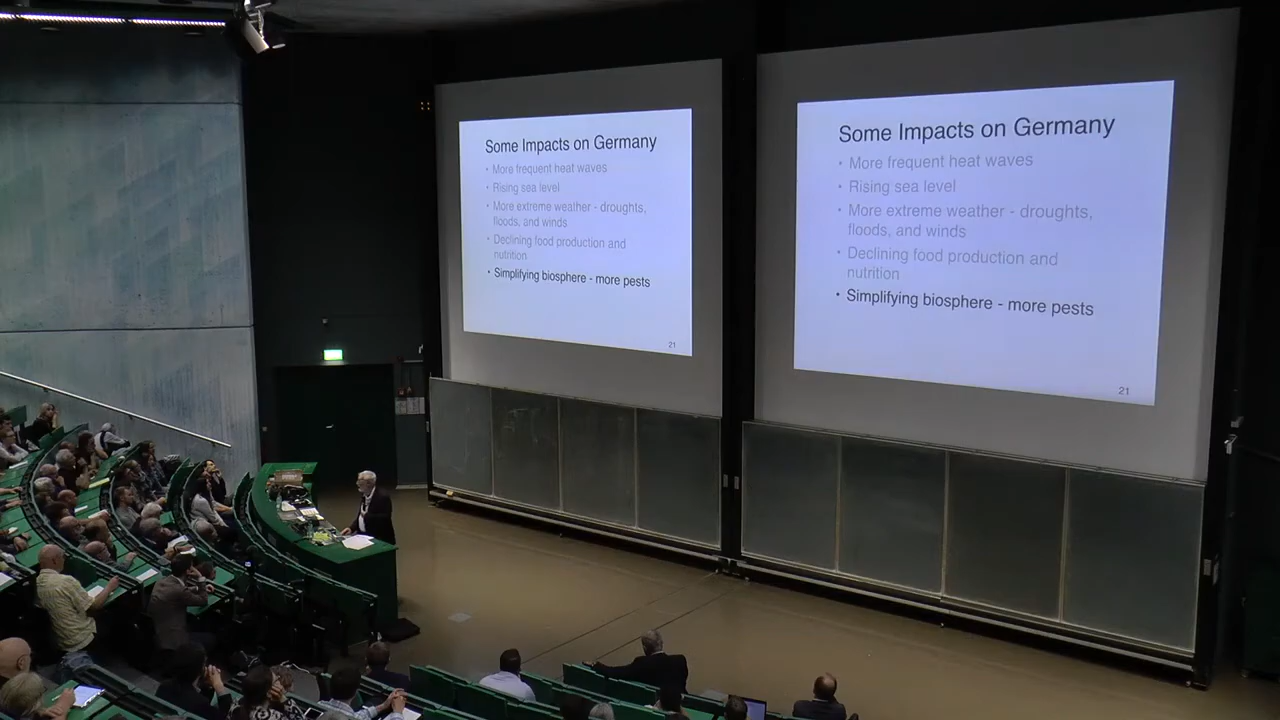 Some Impacts on Germany
• More frequent heat waves
• Rising sea level
• More extreme weather - droughts,
floods, and winds
• Declining food production and
nutrition
• Simplifying biosphere - more pests
21
Some Impacts on Germany
• More frequent heat waves
• Rising sea level
• More extreme weather - droughts,
floods, and winds
• Declining food production and
nutrition
• Simplifying biosphere - more pests
21